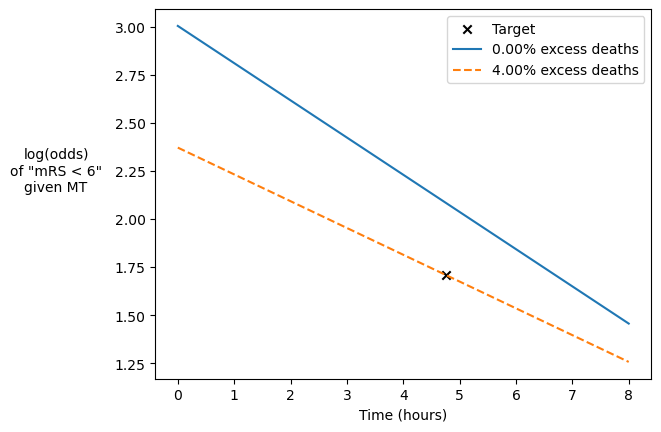 3.00
2.75
2.50
2.25
2.00
1.75
1.50
1.25
log(odds)
of "mRS < 6"
given MT
Target
0.00% excess deaths
4.00% excess deaths
0 1 2 3 4 5 6 7 8
Time (hours)